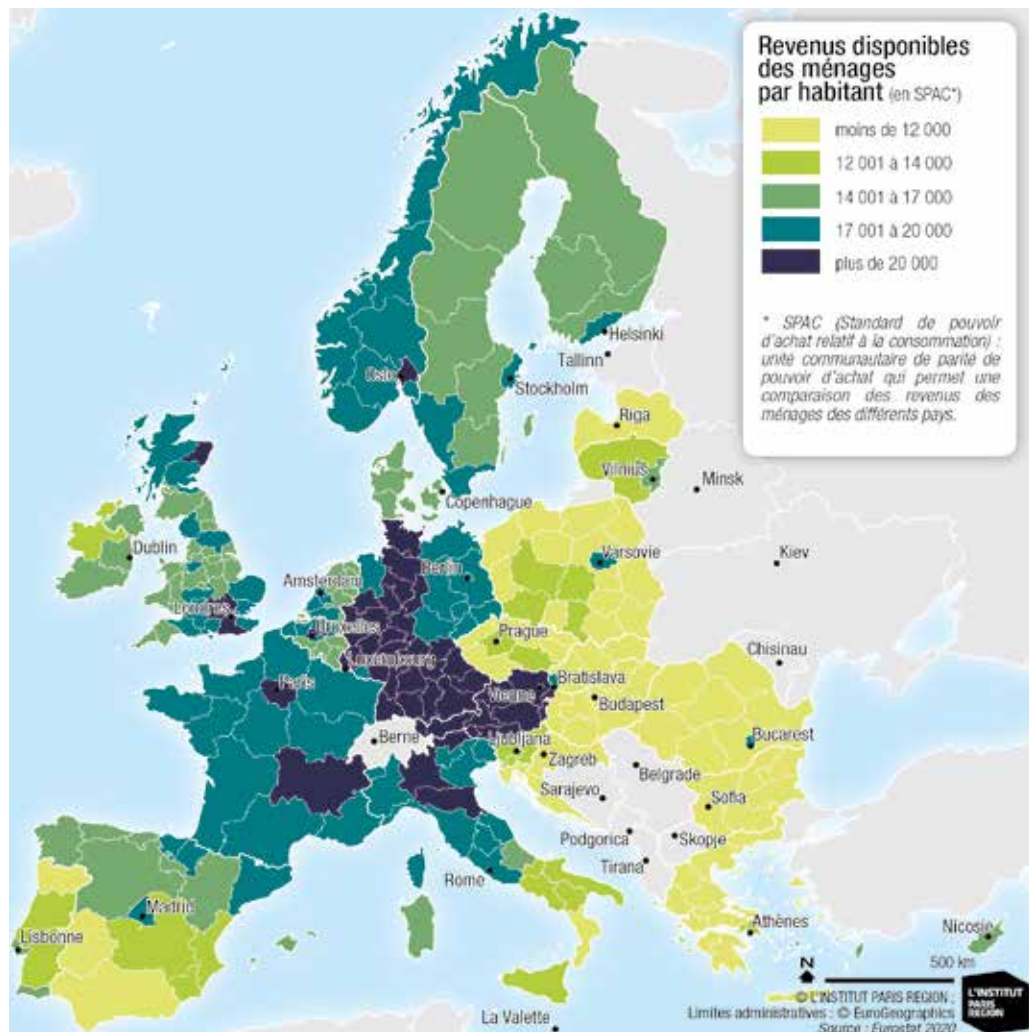 Revenus disponibles
des ménages
par habitant (en SPAC*)
moins de 12 000
12 001 à 14 000
14 001 à 17 000
17 001 à 20 000
plus de 20 000
* SPAC (Standard de pouvoir
d'achat relatif à la consommation) :
unité communautaire de parité de
pouvoir d'achat qui permet une
comparaison des revenus des
ménages des différents pays.
Helsinki
Tallinn
Oslo
Stockholm
Riga
Vilnius
Minsk
Copenhague
Dublin
Varsovie
Kiev
Amsterdam
Berlin
Londres
Bruxelles
Prague
Luxembourg
Chisinau
Paris
Bratislava
Vienne
Budapest
Berne
Ljubljana
Bucarest
Zagreb
Belgrade
Sarajevo
Sofia
Podgorica
Skopje
Tirana
Rome
Madrid
Lisbonne
Athènes
Nicosie
N
500 km
© L'INSTITUT PARIS REGION ;
Limites administratives : © EuroGeographics
Source : Eurostat 2020
L'INSTITUT
PARIS
REGION
La Valette